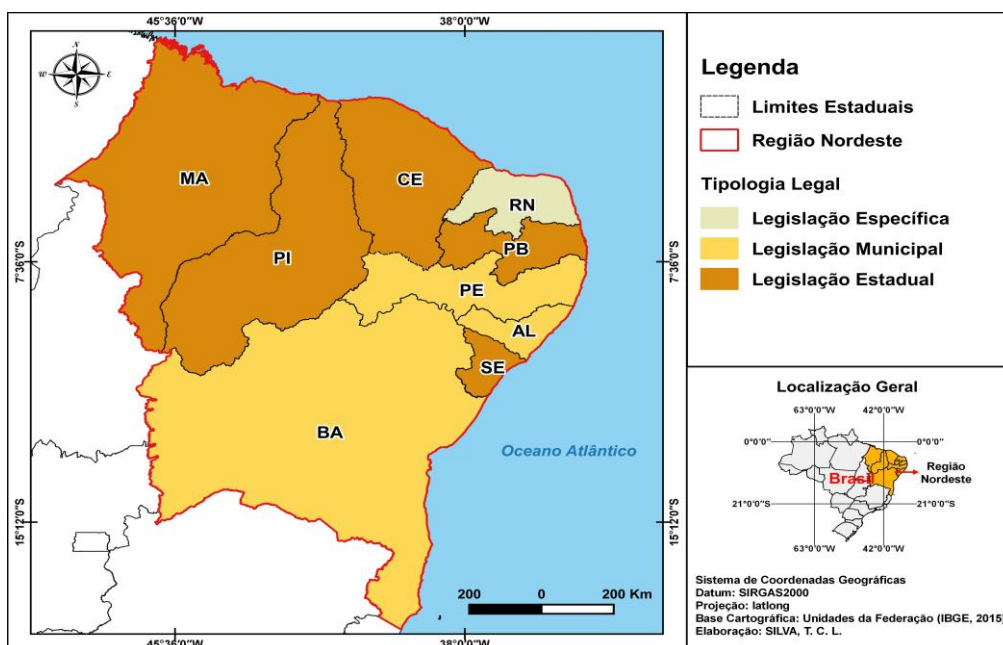 45°36'0"W
38°0'0"W
N
W
E
S
MA
CE
RN
PB
PI
PE
AL
SE
BA
7°36'0"S
7°36'0"S
15°12'0"S
15°12'0"S
Oceano Atlântico
200
0
200 Km
45°36'0"W
38°0'0"W
Legenda
Limites Estaduais
Região Nordeste
Tipologia Legal
Legislação Específica
Legislação Municipal
Legislação Estadual
Localização Geral
63°0'0"W
42°0'0"W
0°0'0"
0°0'0"
Brasil
Região
Nordeste
21°0'0"S
21°0'0"S
63°0'0"W
42°0'0"W
Sistema de Coordenadas Geográficas
Datum: SIRGAS2000
Projeção: latlong
Base Cartográfica: Unidades da Federação (IBGE, 2015)
Elaboração: SILVA, T. C. L.